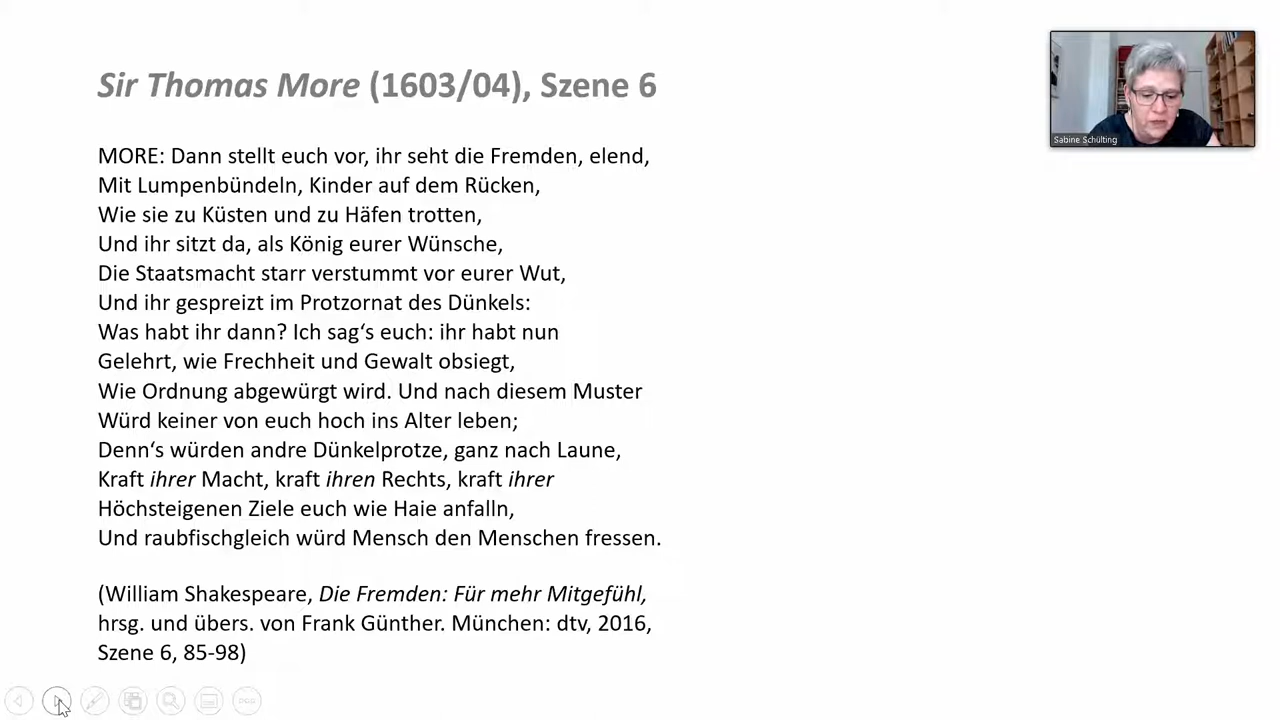 Sir Thomas More (1603/04), Szene 6
Sabine Schülting
MORE: Dann stellt euch vor, ihr seht die Fremden, elend,
Mit Lumpenbündeln, Kinder auf dem Rücken,
Wie sie zu Küsten und zu Häfen trotten,
Und ihr sitzt da, als König eurer Wünsche,
Die Staatsmacht starr verstummt vor eurer Wut,
Und ihr gespreizt im Protzornat des Dünkels:
Was habt ihr dann? Ich sag‘s euch: ihr habt nun
Gelehrt, wie Frechheit und Gewalt obsiegt,
Wie Ordnung abgewürgt wird. Und nach diesem Muster
Würd keiner von euch hoch ins Alter leben;
Denn‘s würden andre Dünkelprotze, ganz nach Laune,
Kraft ihrer Macht, kraft ihren Rechts, kraft ihrer
Höchsteigenen Ziele euch wie Haie anfalln,
Und raubfischgleich würd Mensch den Menschen fressen.
(William Shakespeare, Die Fremden: Für mehr Mitgefühl,
hrsg. und übers. von Frank Günther. München: dtv, 2016,
Szene 6, 85-98)